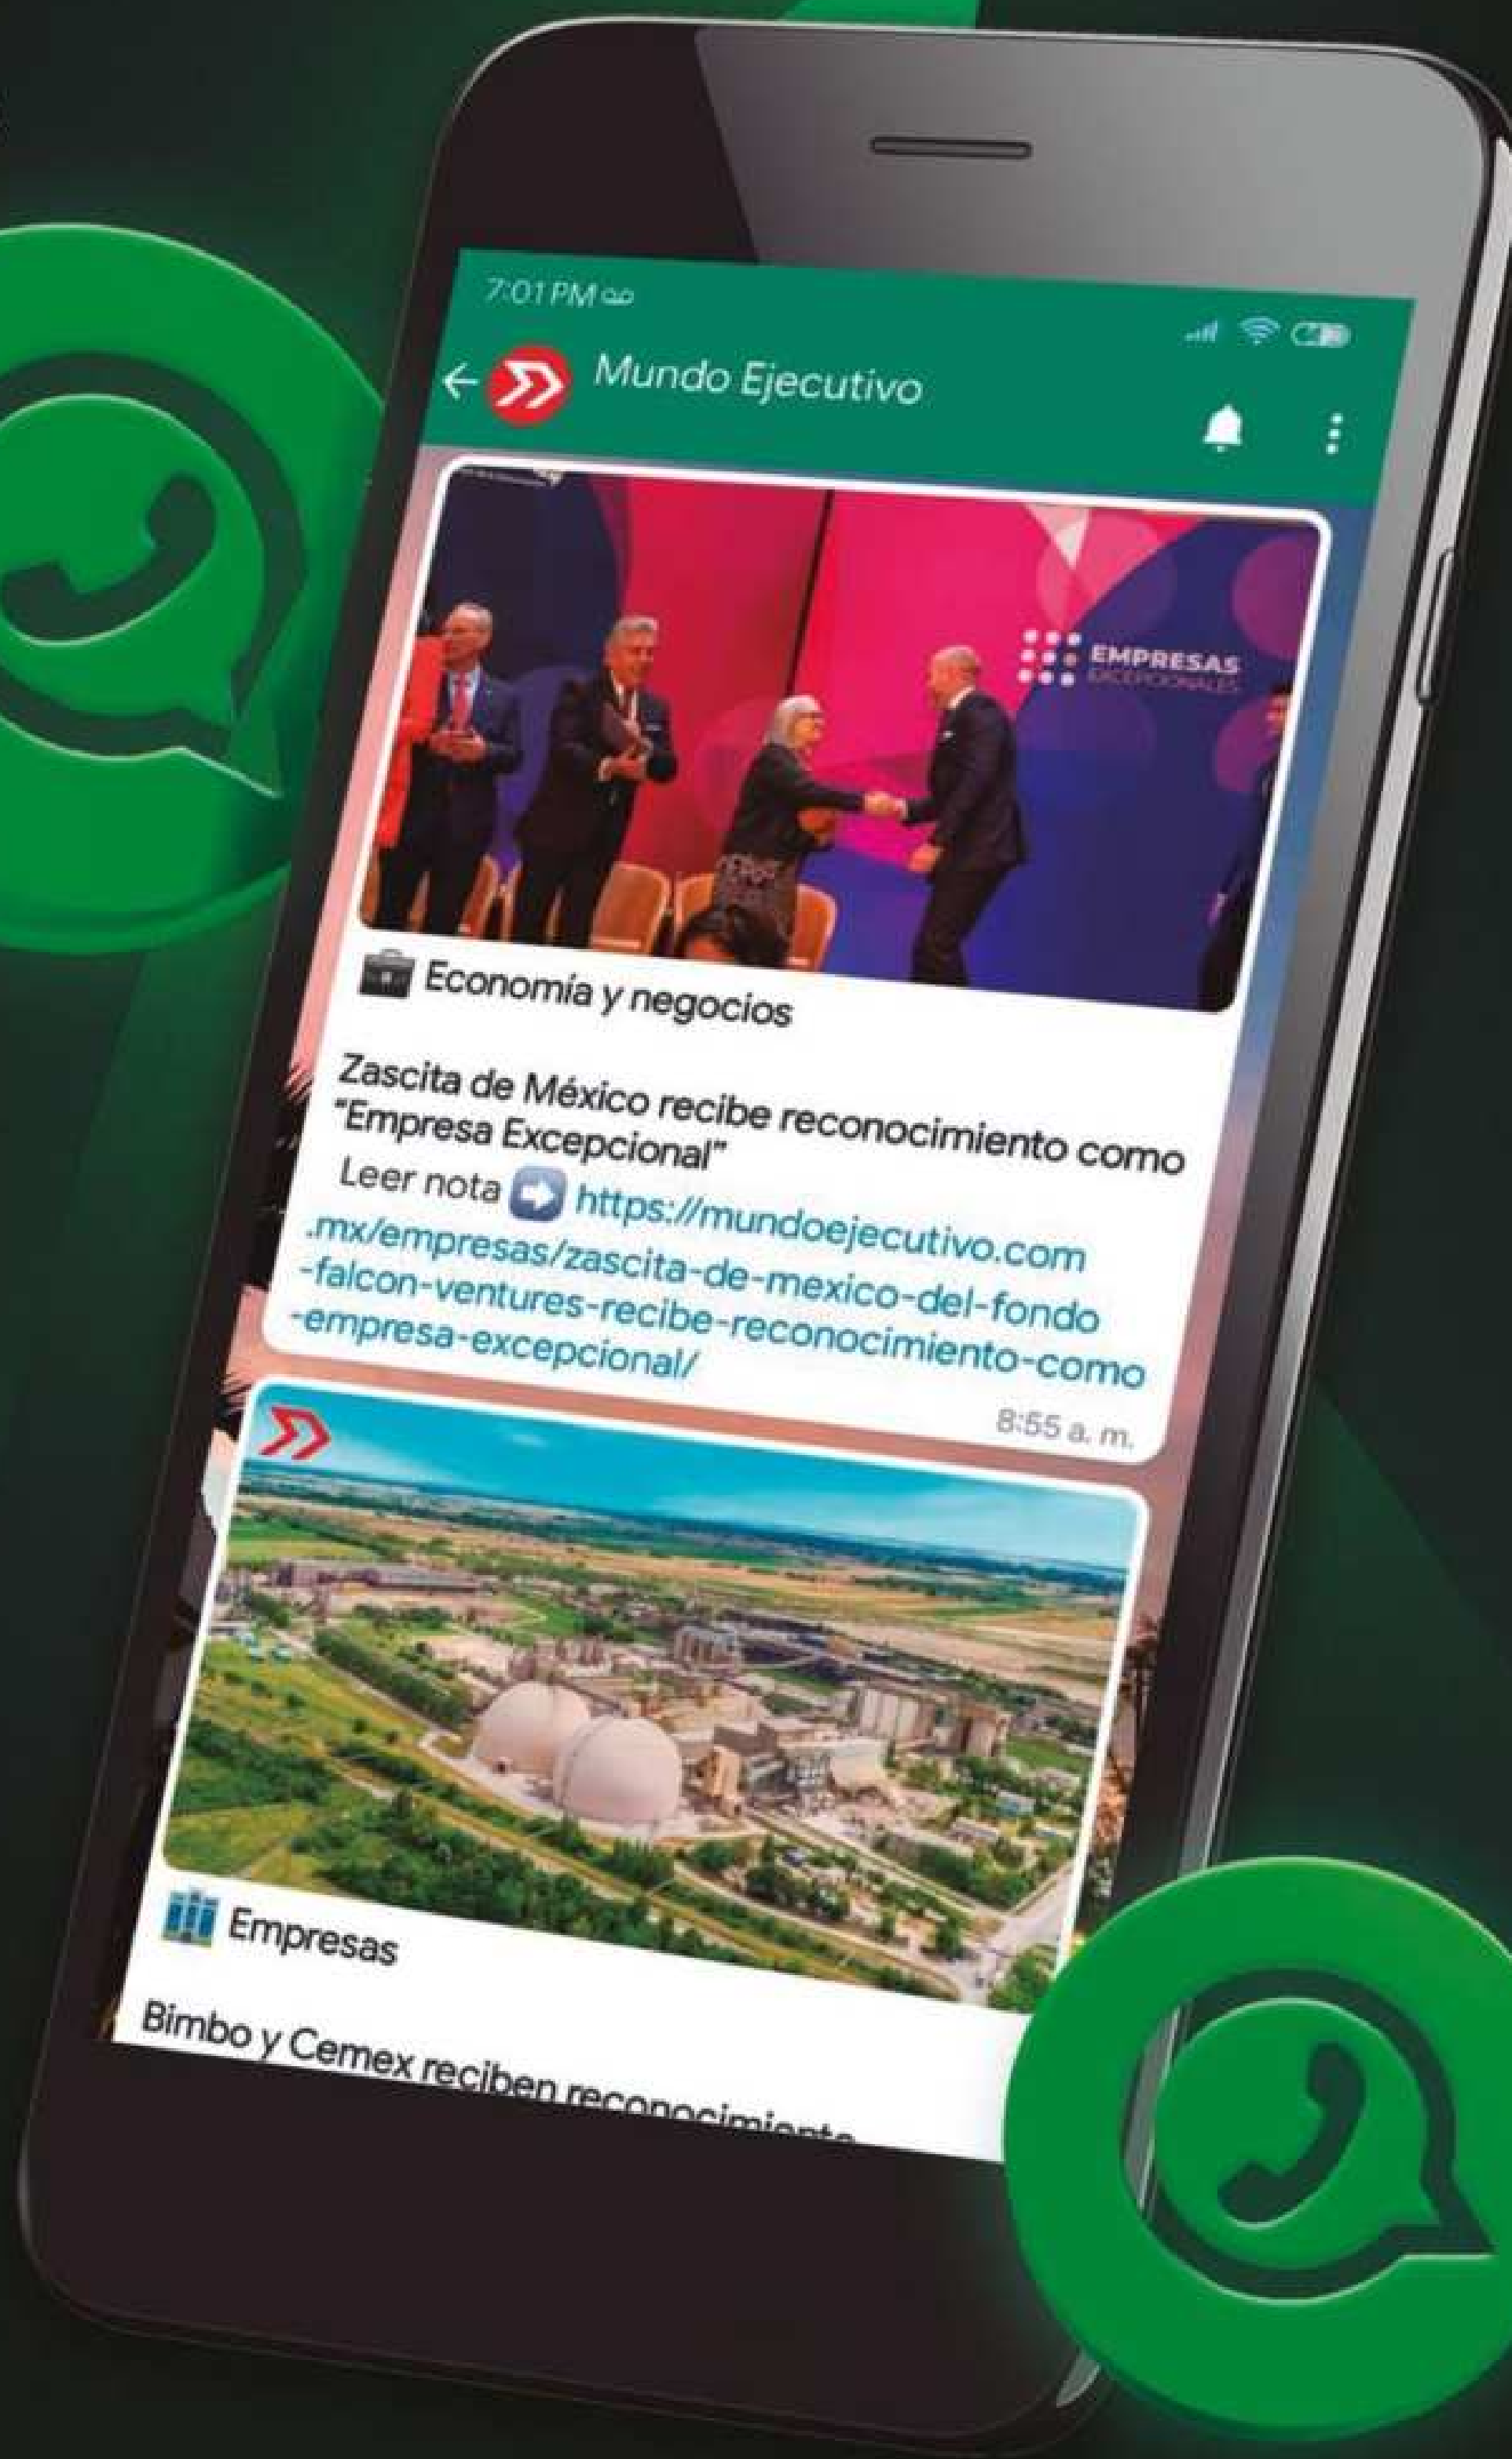 7:01 PM
Mundo Ejecutivo
EMPRESAS
EXCEPCIONALES
Economía y negocios
Zascita de México recibe reconocimiento como
"Empresa Excepcional"
Leer nota ➡ https://mundoejecutivo.com
.mx/empresas/zascita-de-mexico-del-fondo
-falcon-ventures-recibe-reconocimiento-como
-empresa-excepcional/
8:55 a. m.
Empresas
Bimbo y Cemex reciben reconocimiento